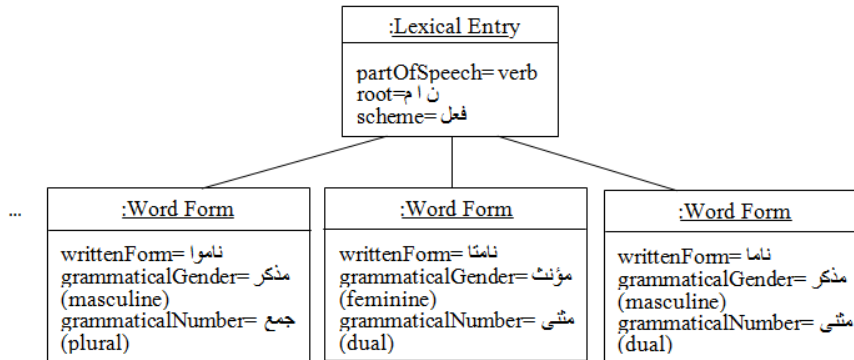 :Lexical Entry
partOfSpeech= verb
root= ن ا م
scheme= فعل
...
:Word Form
writtenForm= ناموا
grammaticalGender= مذكر
(masculine)
grammaticalNumber= جمع
(plural)
:Word Form
writtenForm= نامتا
grammaticalGender= مؤنث
(feminine)
grammaticalNumber= مثنى
(dual)
:Word Form
writtenForm= ناما
grammaticalGender= مذكر
(masculine)
grammaticalNumber= مثنى
(dual)